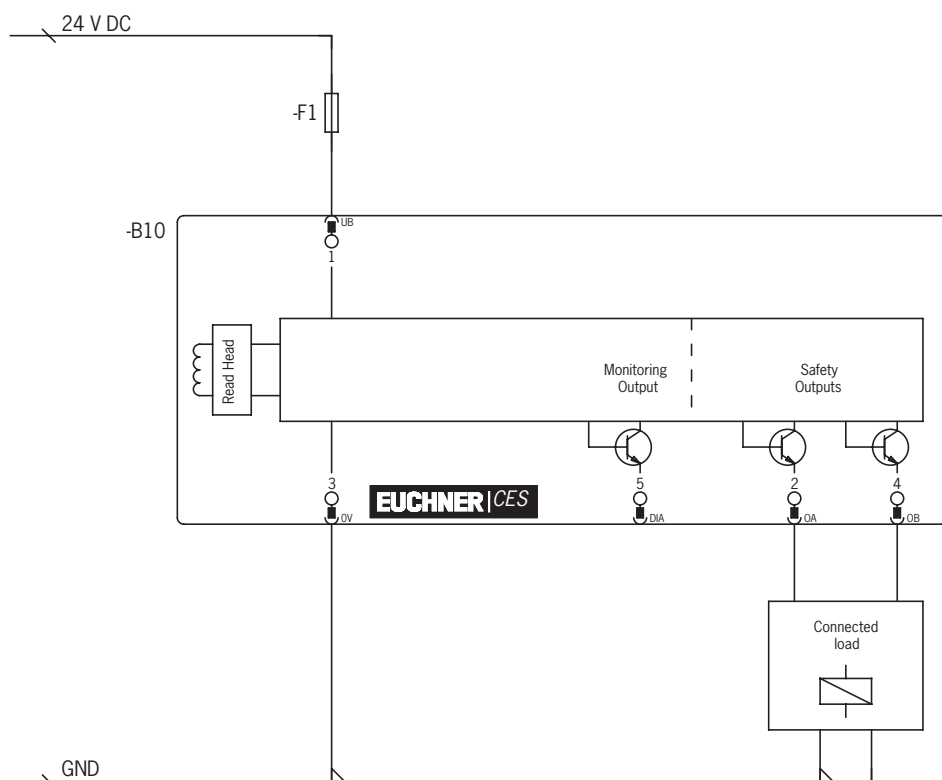 24 V DC
-F1
-B10
UB
1
Read Head
Monitoring
Output
Safety
Outputs
3
5
2
4
EUCHNER|CES
0V
DIA
OA
OB
Connected
load
GND